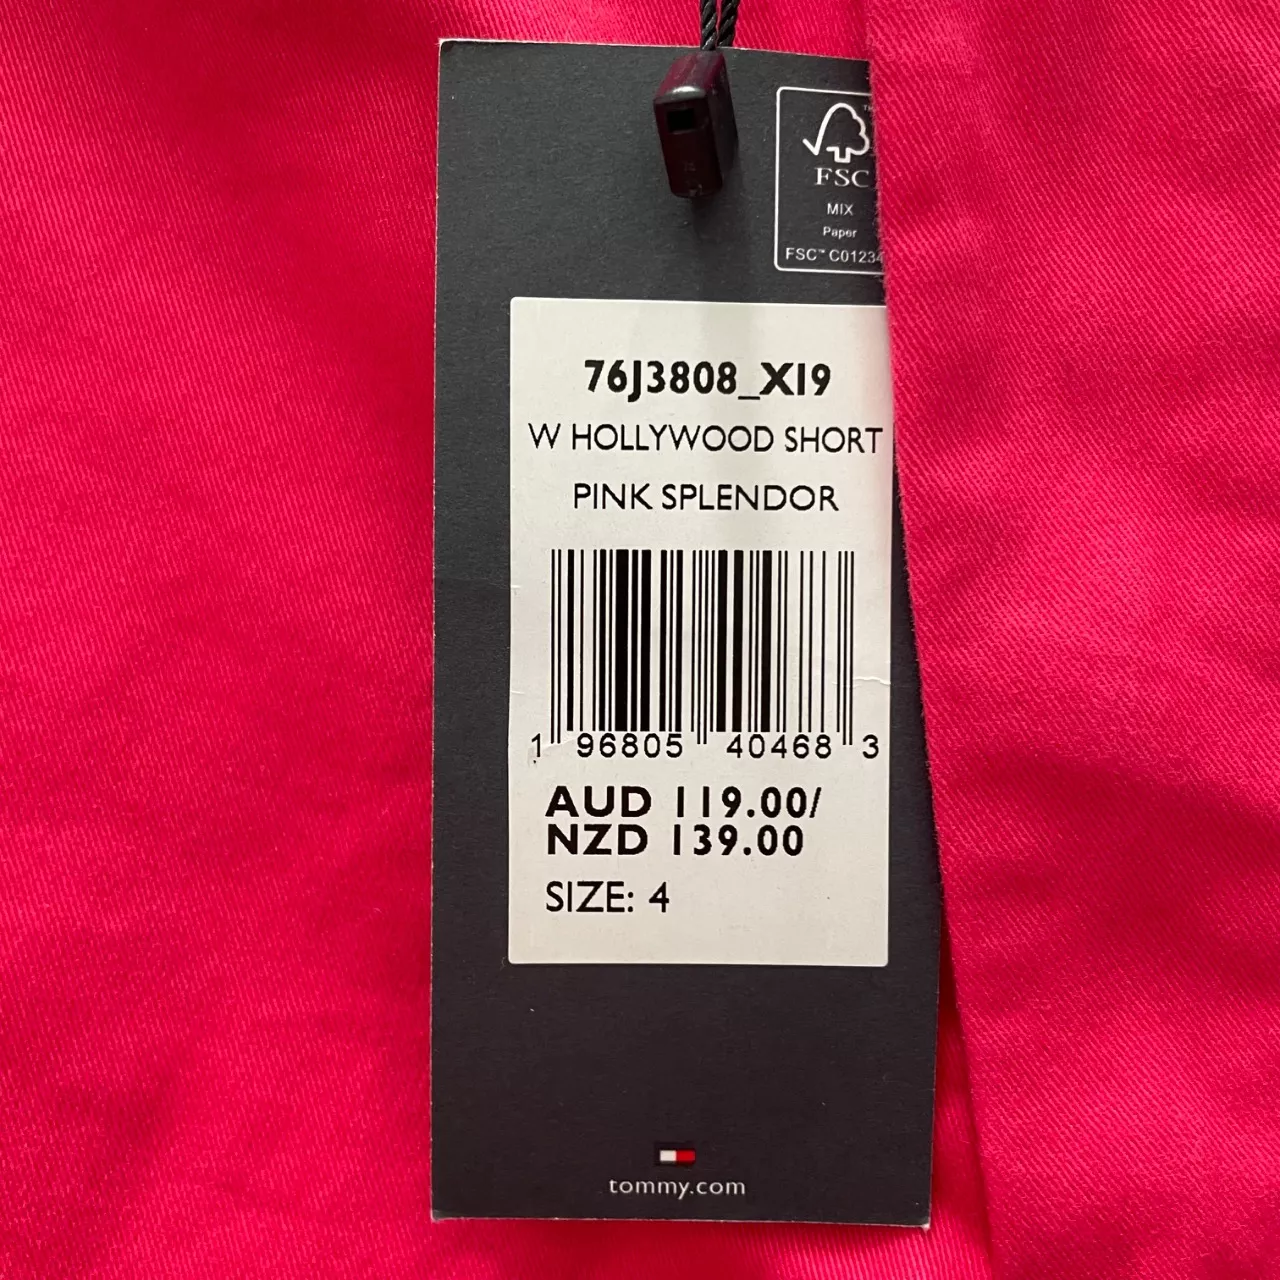 FSC
MIX
Paper
FSC™ C01234
76J3808_XI9
W HOLLYWOOD SHORT
PINK SPLENDOR
1 96805 40468 3
AUD 119.00/
NZD 139.00
SIZE: 4
tommy.com